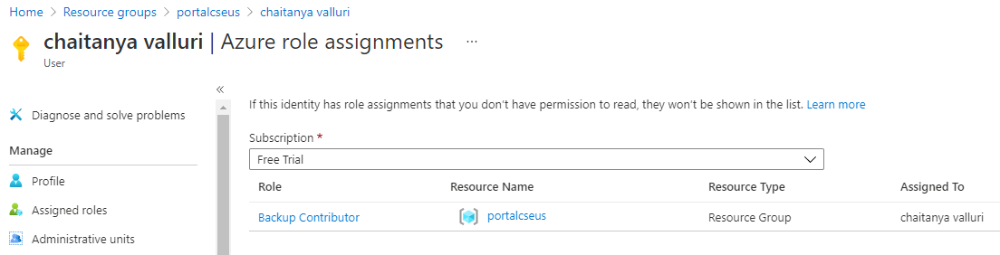 Home > Resource groups > portalcseus > chaitanya valluri
chaitanya valluri | Azure role assignments ...
User
«
Diagnose and solve problems
If this identity has role assignments that you don't have permission to read, they won't be shown in the list. Learn more
Subscription *
Free Trial
Manage
Profile
Assigned roles
Administrative units
Role Resource Name Resource Type Assigned To
Backup Contributor portalcseus Resource Group chaitanya valluri